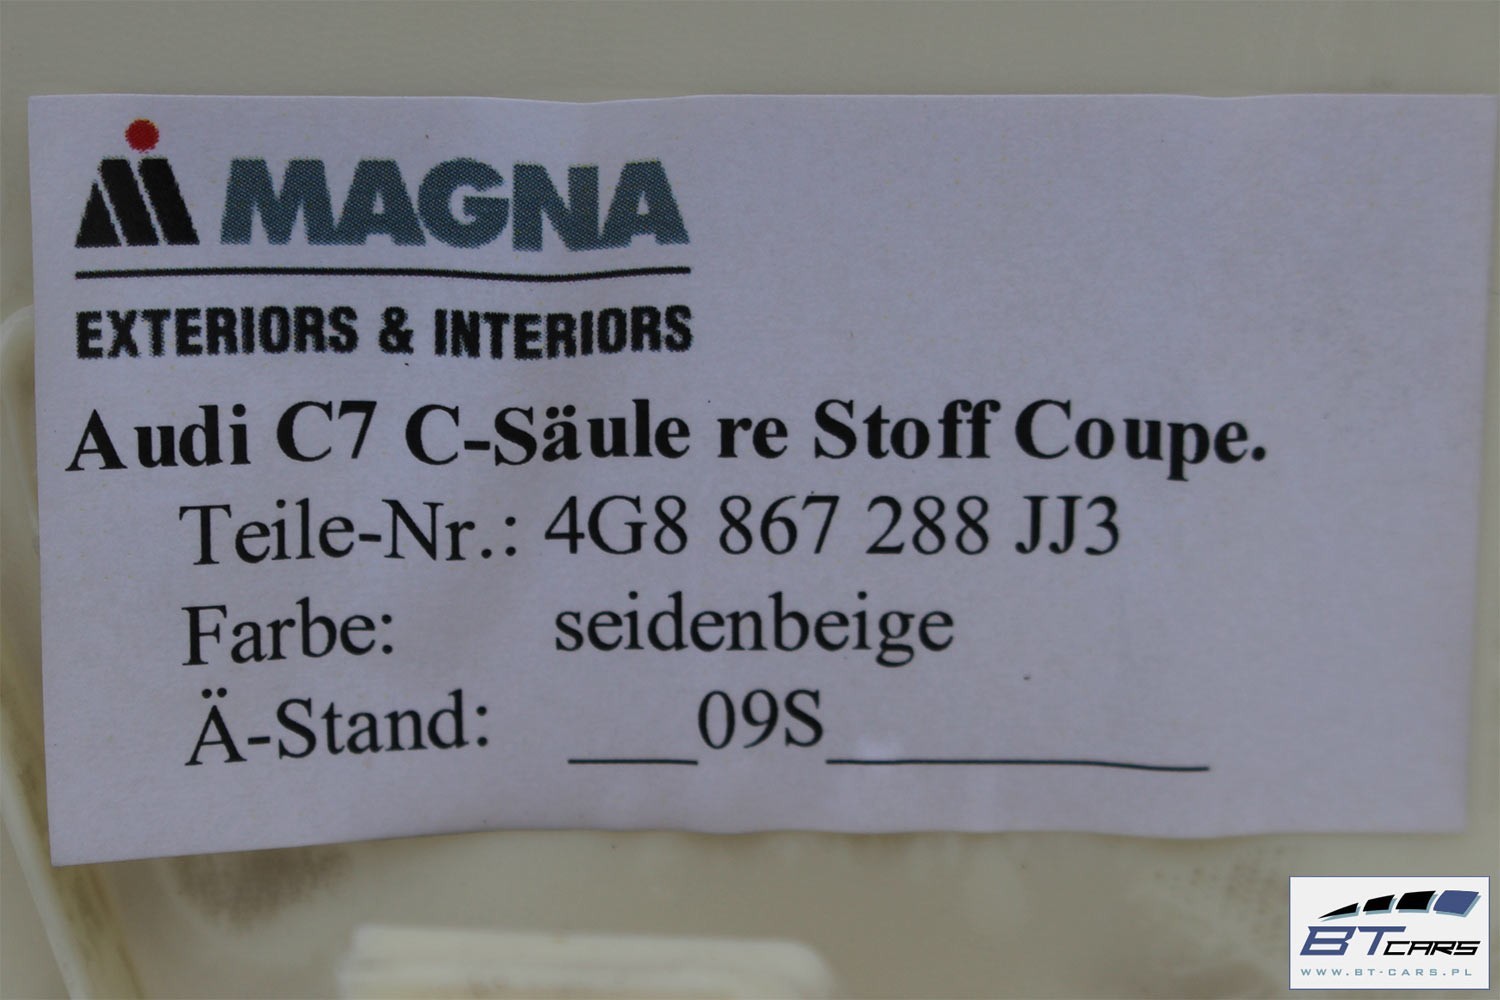 MAGNA
EXTERIORS & INTERIORS
Audi C7 C-Säule re Stoff Coupe.
Teile-Nr.: 4G8 867 288 JJ3
Farbe: seidenbeige
Ä-Stand: ___09S_________
BT CARS
WWW.BT-CARS.PL